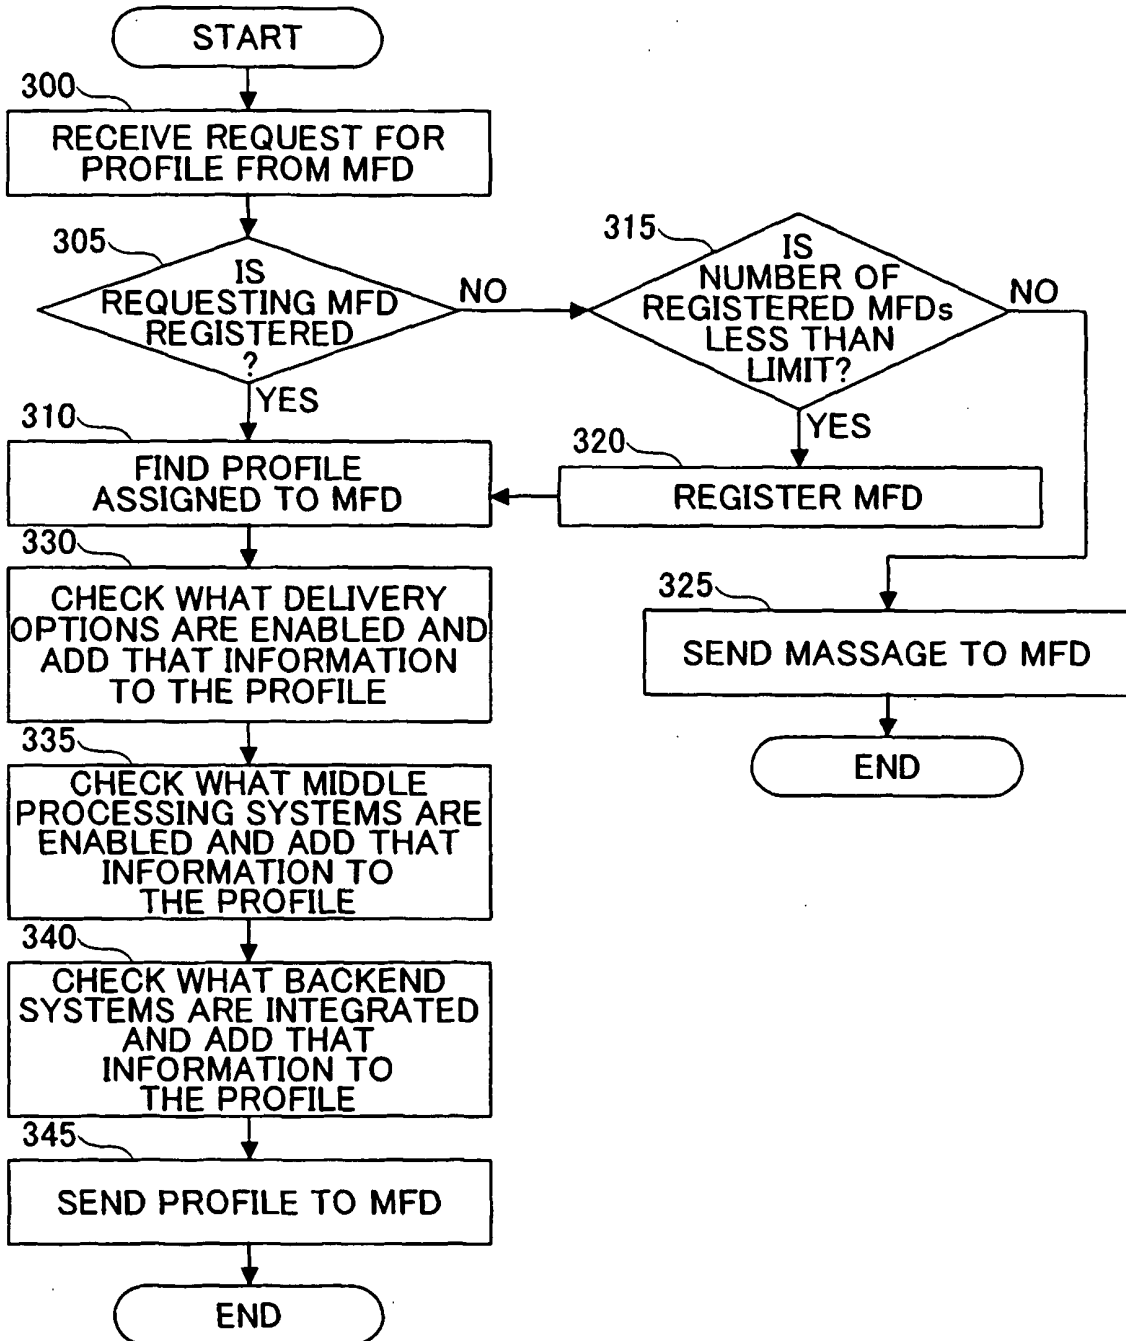 START
300
RECEIVE REQUEST FOR
PROFILE FROM MFD
305
IS
REQUESTING MFD
REGISTERED
?
NO
YES
315
IS
NUMBER OF
REGISTERED MFDs
LESS THAN
LIMIT?
NO
YES
310
FIND PROFILE
ASSIGNED TO MFD
320
REGISTER MFD
330
CHECK WHAT DELIVERY
OPTIONS ARE ENABLED AND
ADD THAT INFORMATION
TO THE PROFILE
325
SEND MASSAGE TO MFD
END
335
CHECK WHAT MIDDLE
PROCESSING SYSTEMS ARE
ENABLED AND ADD THAT
INFORMATION TO
THE PROFILE
340
CHECK WHAT BACKEND
SYSTEMS ARE INTEGRATED
AND ADD THAT
INFORMATION TO
THE PROFILE
345
SEND PROFILE TO MFD
END